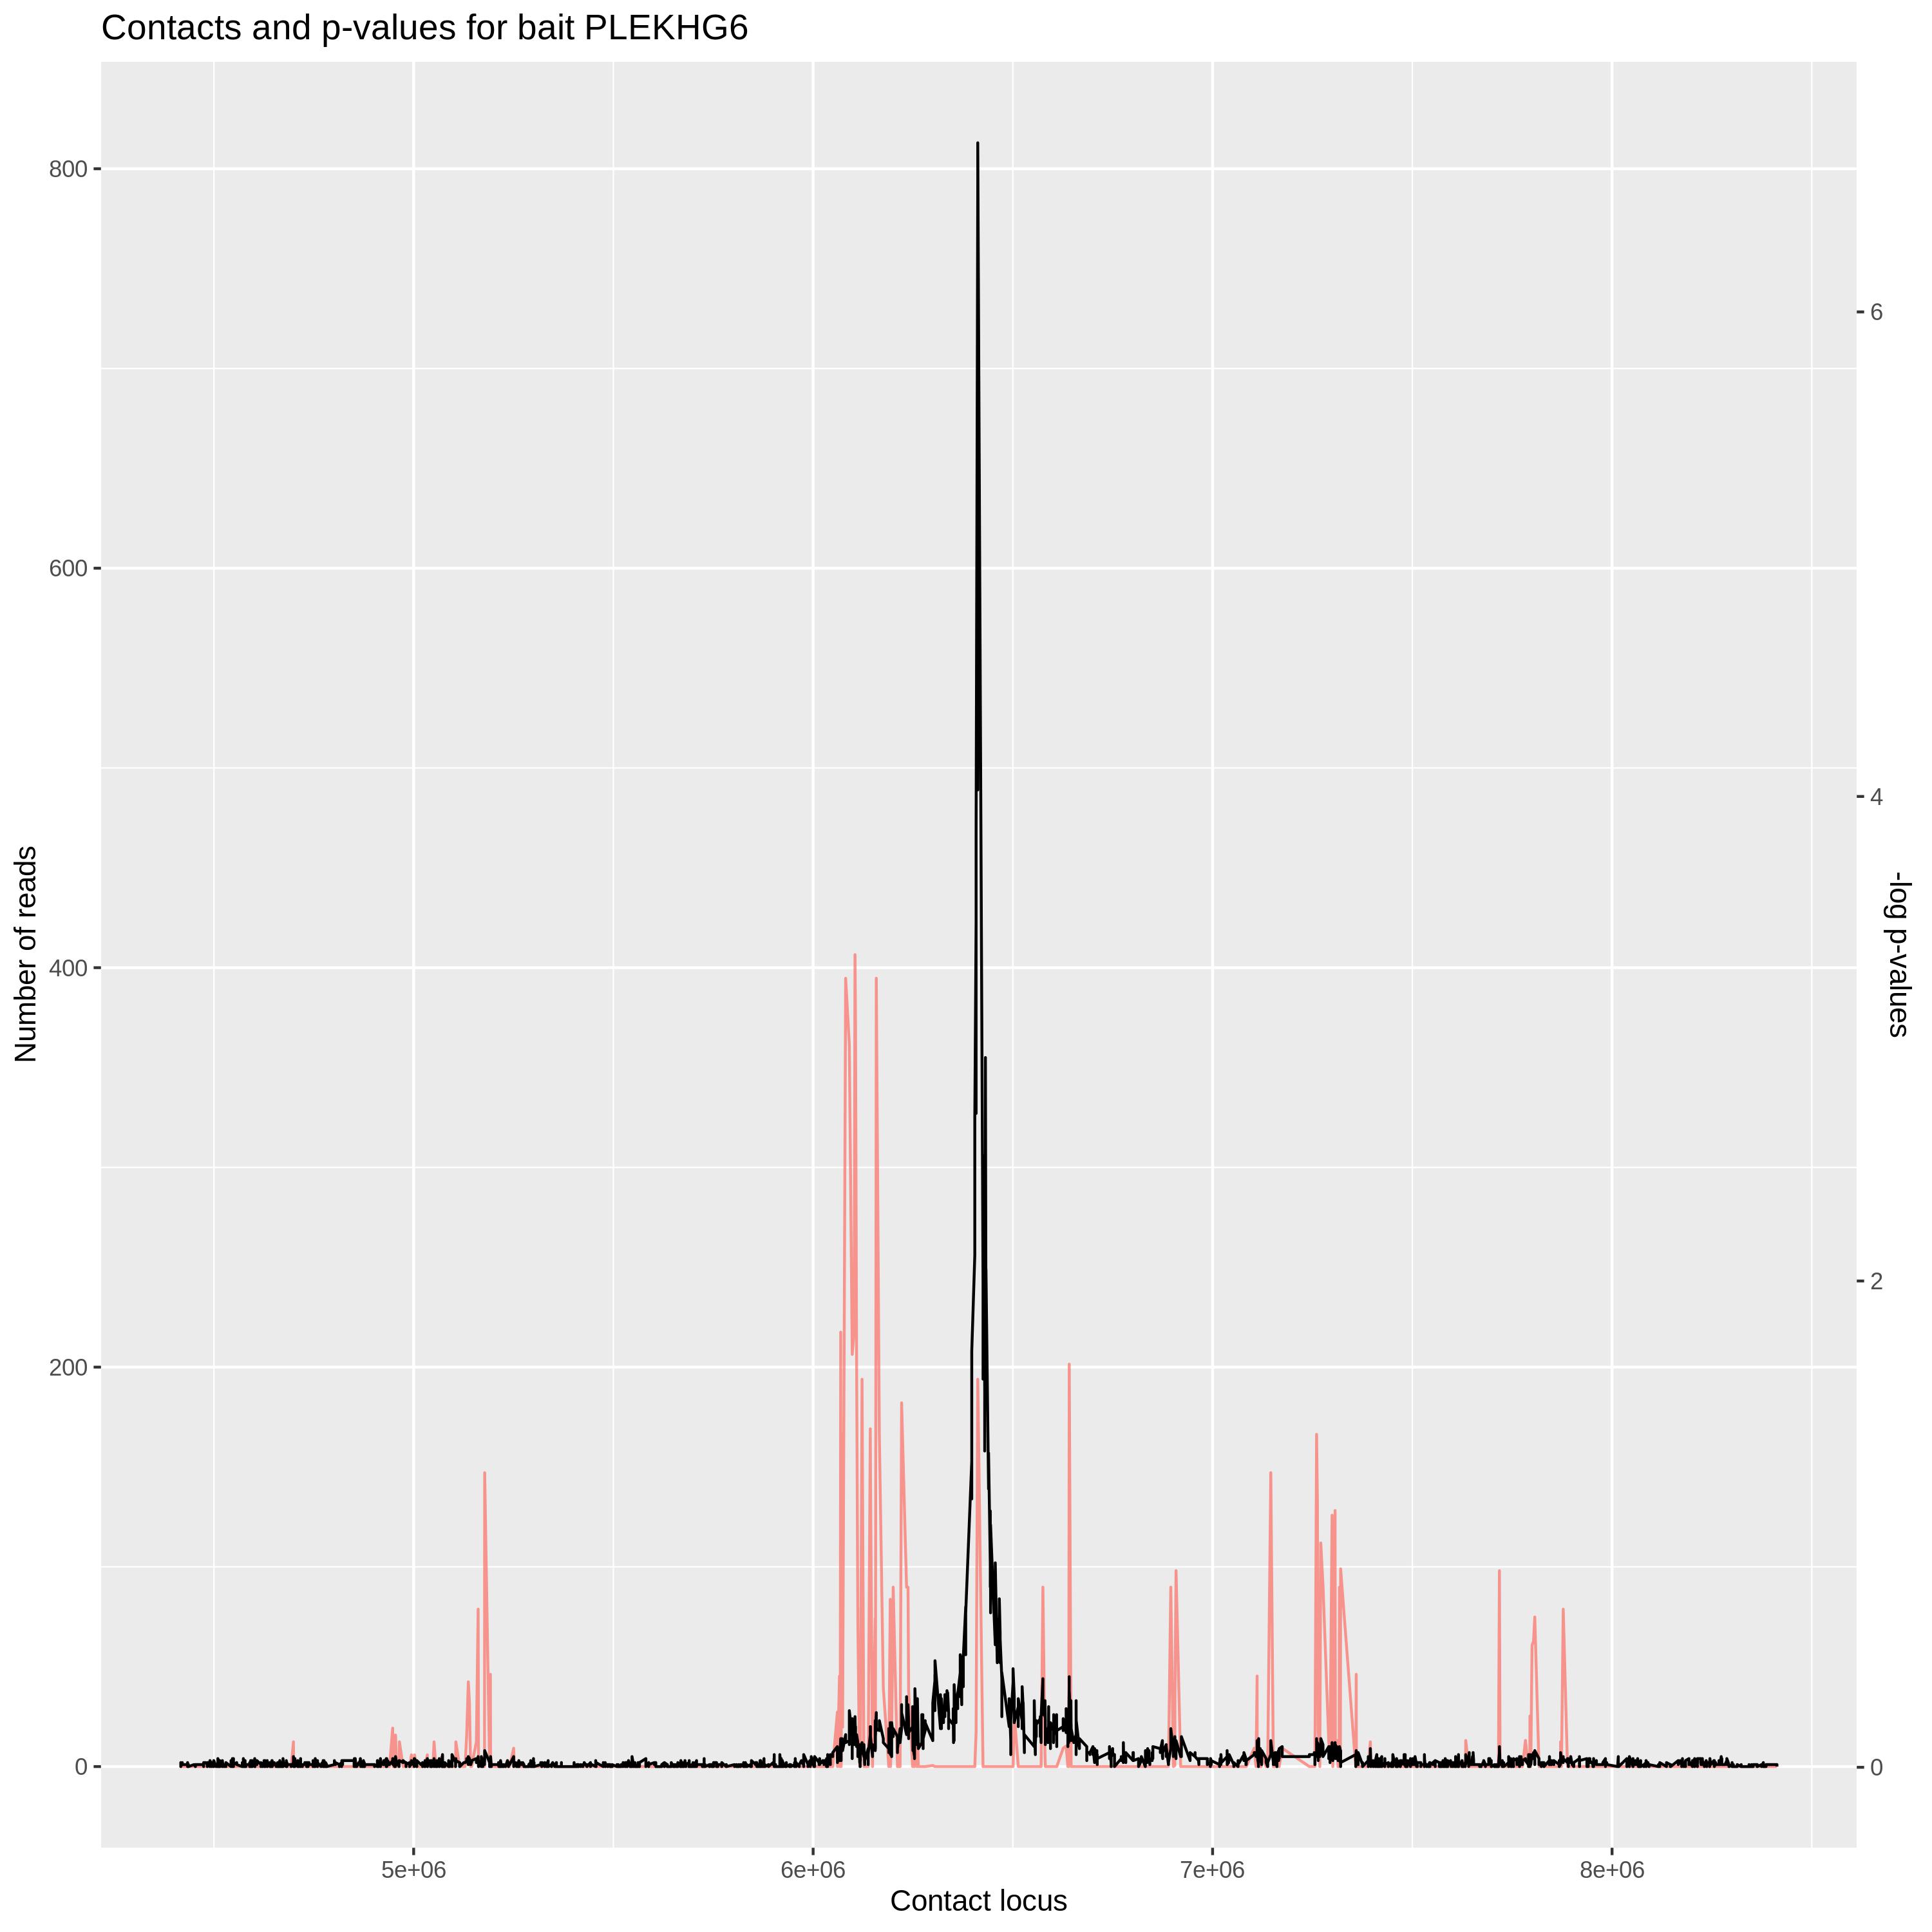 Contacts and p-values for bait PLEKHG6
800
600
400
200
0
Number of reads
6
4
2
0
-log p-values
5e+06
6e+06
7e+06
8e+06
Contact locus